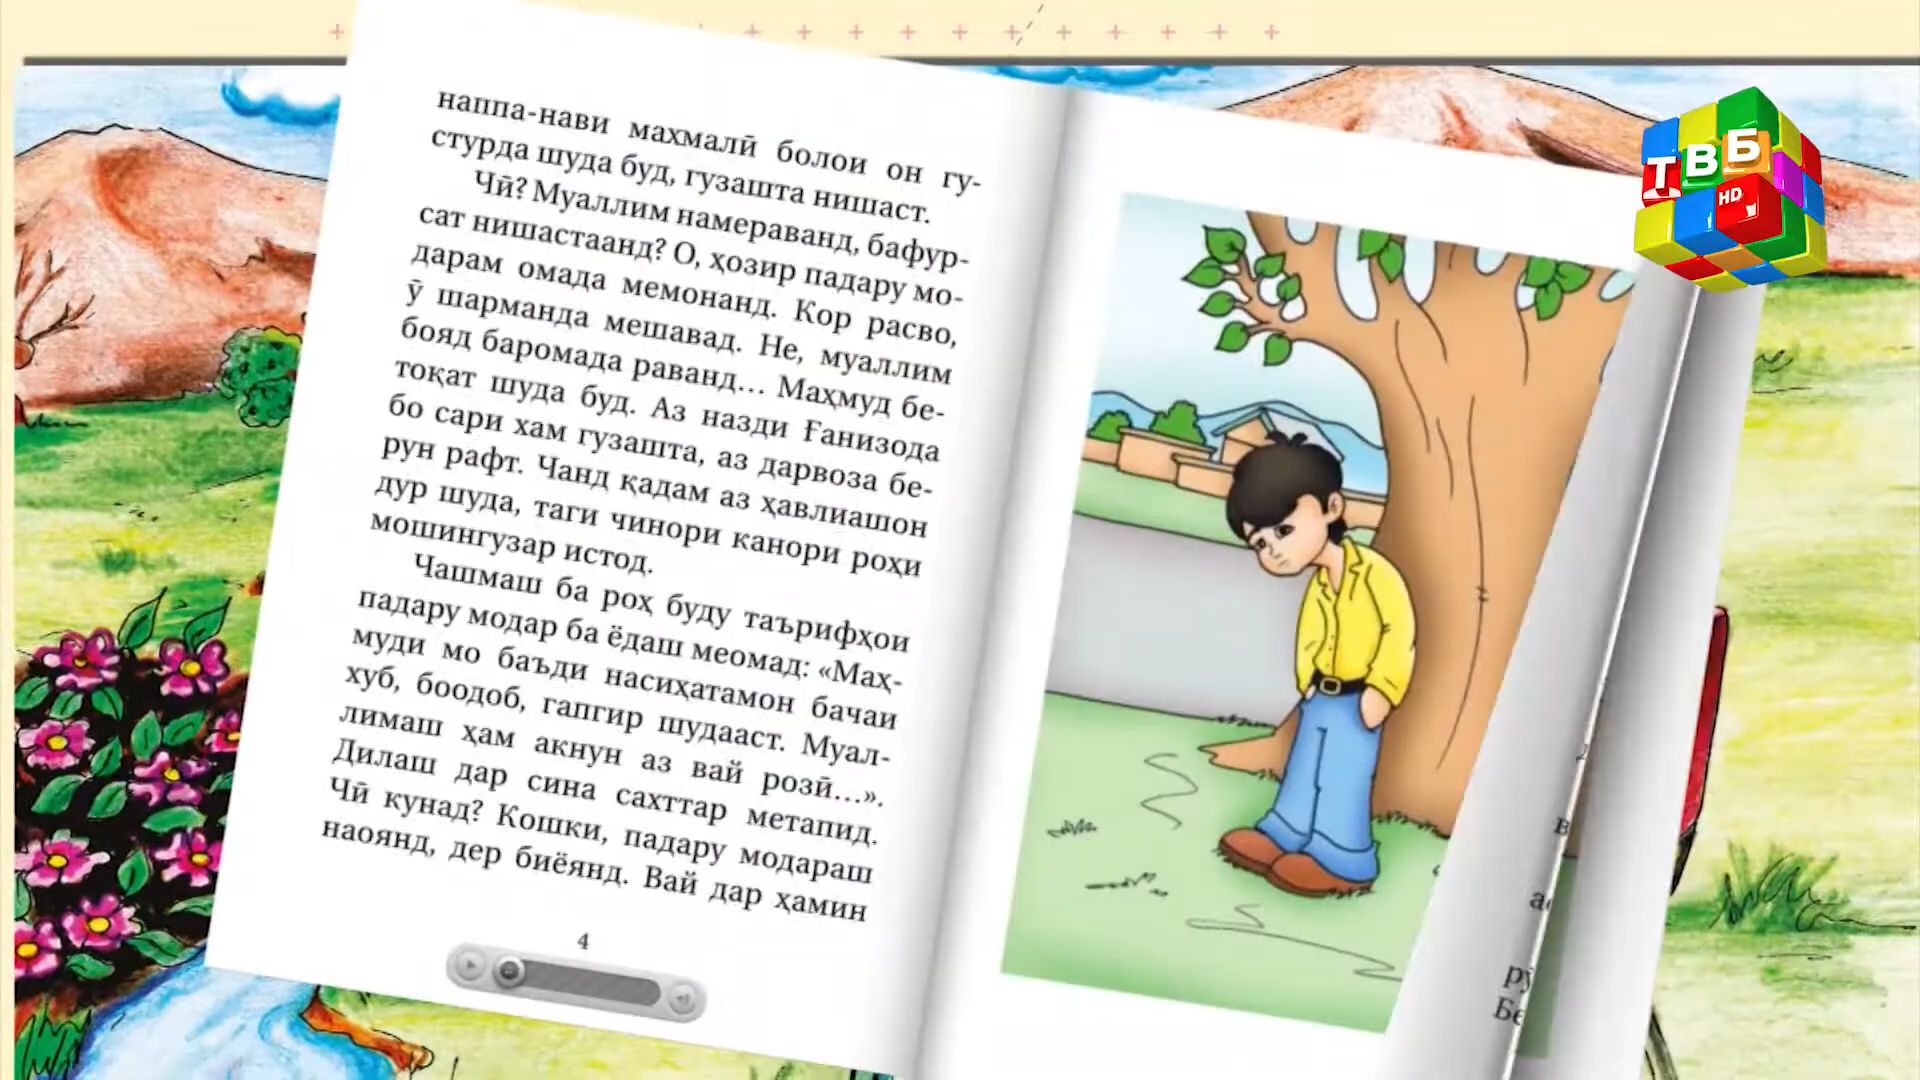 наппа-нави махмалӣ болои он гу-
стурда шуда буд, гузашта нишаст.
Чӣ? Муаллим намераванд, бафур-
сат нишастаанд? О, ҳозир падару мо-
дарам омада мемонанд. Кор расво,
ӯ шарманда мешавад. Не, муаллим
бояд баромада раванд... Маҳмуд бе-
тоқат шуда буд. Аз назди Ғанизода
бо сари хам гузашта, аз дарвоза бе-
рун рафт. Чанд қадам аз ҳавлиашон
дур шуда, таги чинори канори роҳи
мошингузар истод.
Чашмаш ба роҳ буду таърифҳои
падару модар ба ёдаш меомад: «Маҳ-
муди мо баъди насиҳатамон бачаи
хуб, боодоб, гапгир шудааст. Муал-
лимаш ҳам акнун аз вай розӣ...».
Дилаш дар сина сахттар метапид.
Чӣ кунад? Кошки, падару модараш
наоянд, дер биёянд. Вай дар ҳамин
4
ТВБ
HD